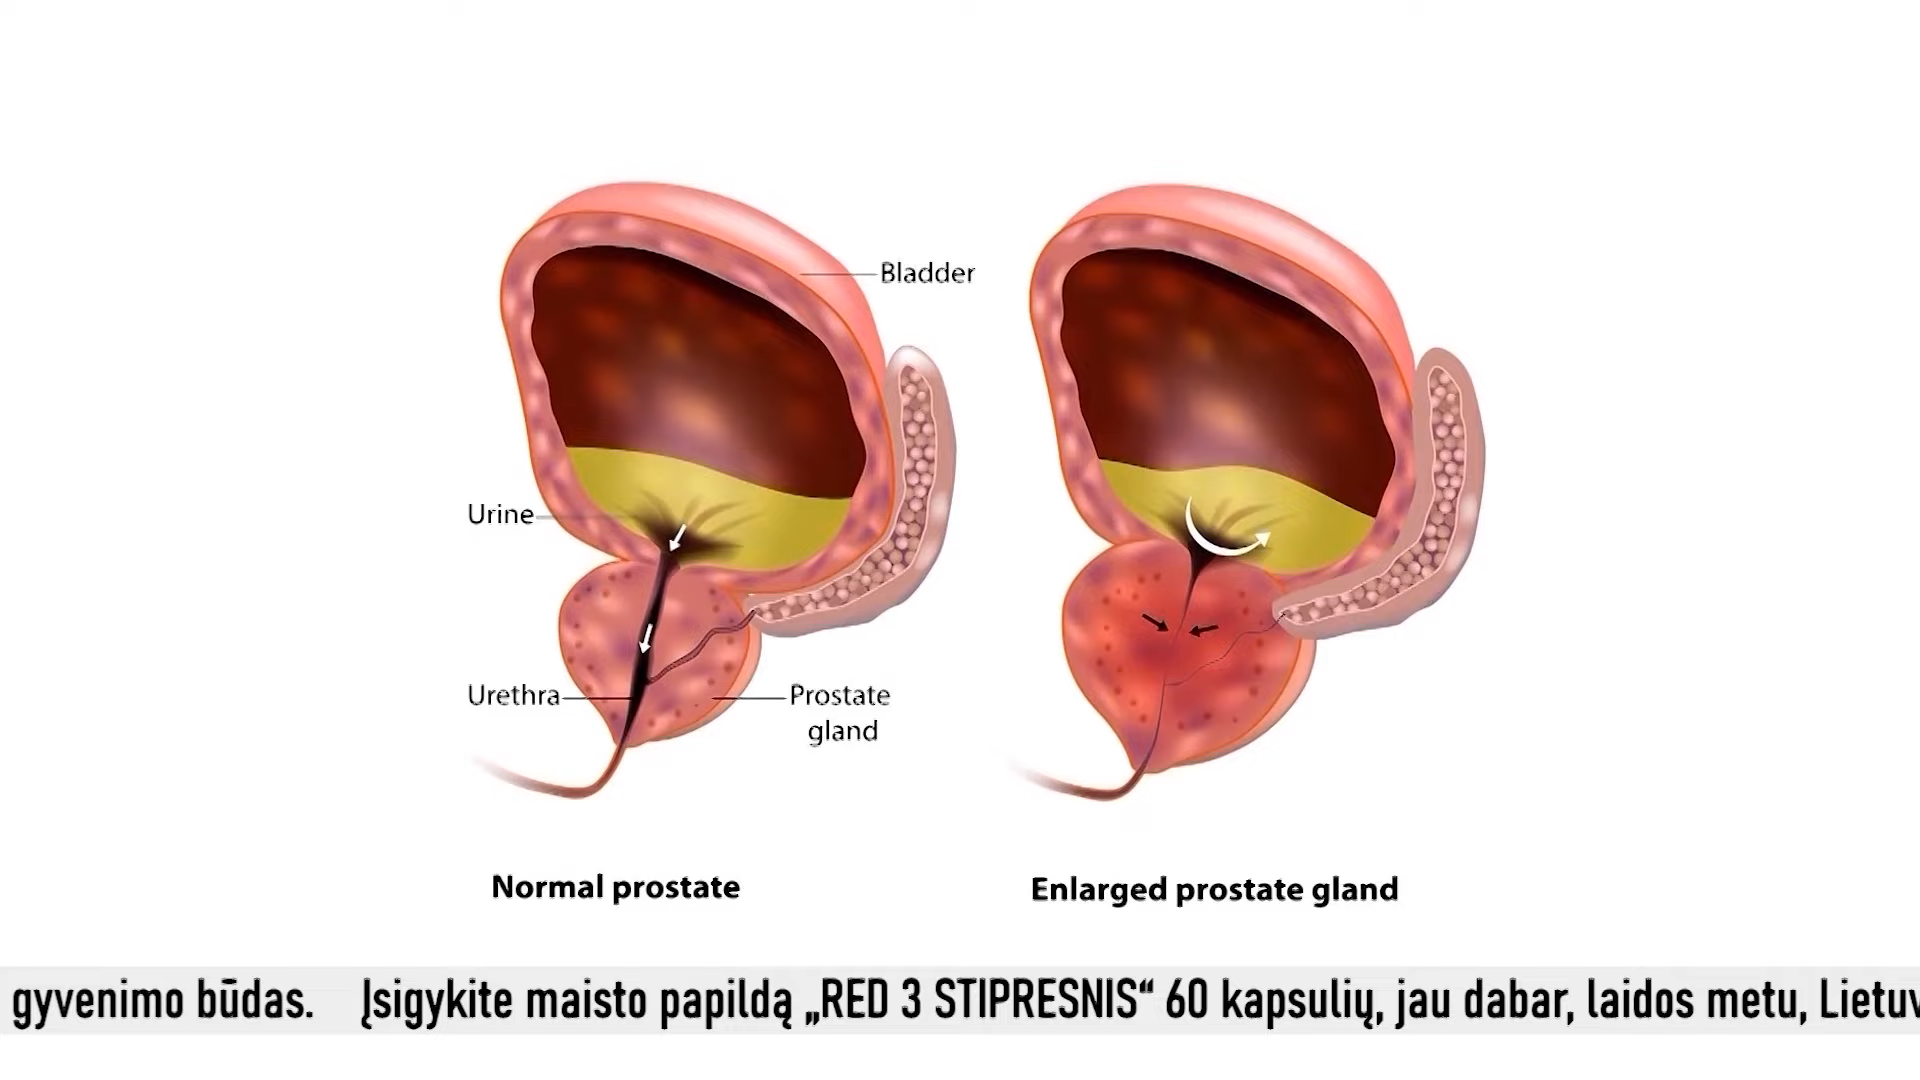 Bladder
Urine
Urethra
Prostate
gland
Normal prostate
Enlarged prostate gland
gyvenimo būdas. Įsigykite maisto papildą „RED 3 STIPRESNIS“ 60 kapsulių, jau dabar, laidos metu, Lietuv